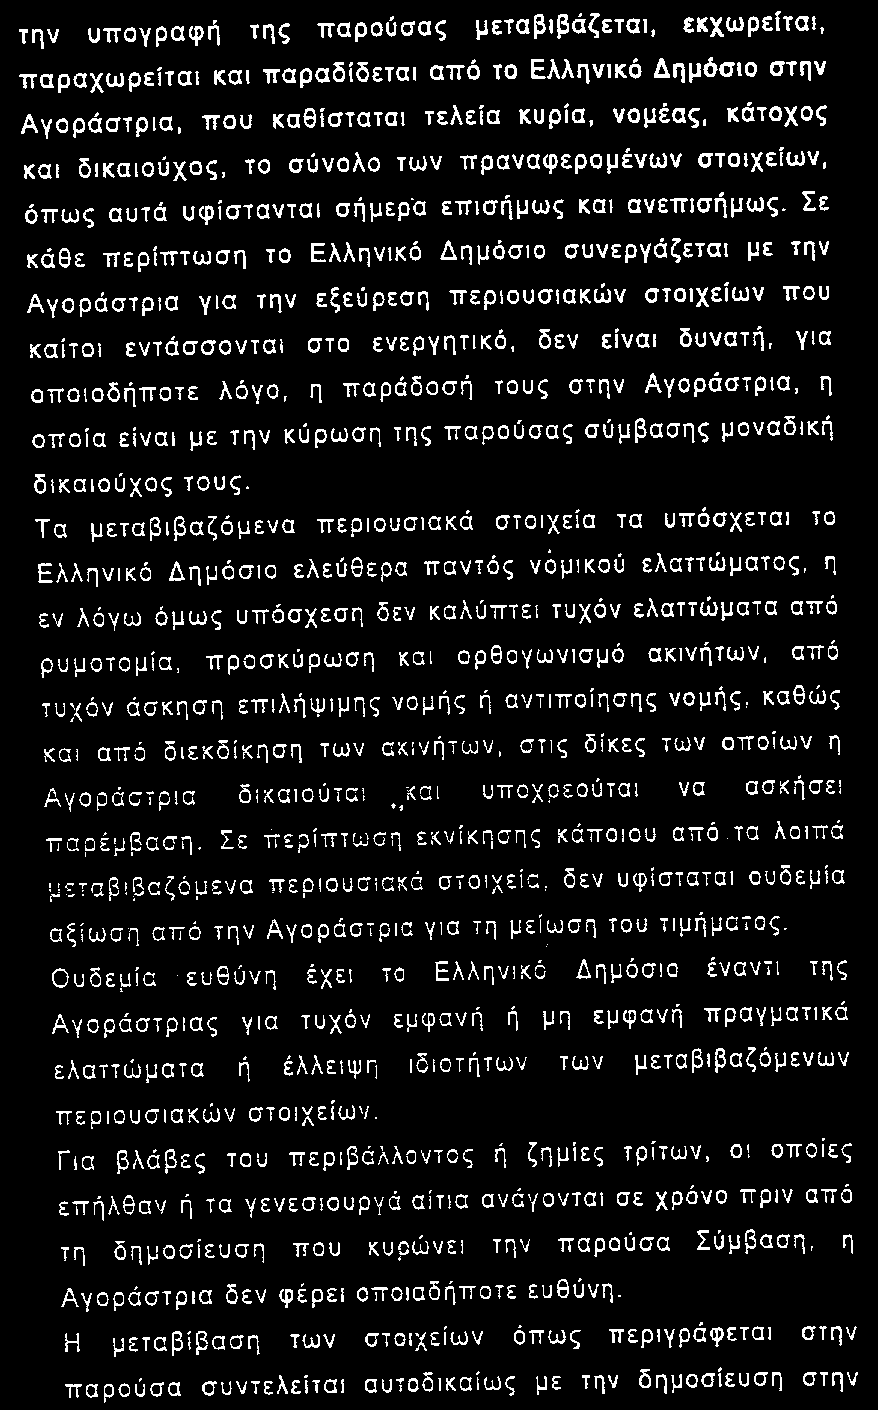 την υπογραφή της παρούσας μεταβιβάζεται, εκχωρείται,
παραχωρείται και παραδίδεται από το Ελληνικό Δημόσιο στην
Αγοράστρια, που καθίσταται τελεία κυρία, νομέας, κάτοχος
και δικαιούχος, το σύνολο των πραναφερομένων στοιχείων,
όπως αυτά υφίστανται σήμερα επισήμως και ανεπισήμως. Σε
κάθε περίπτωση το Ελληνικό Δημόσιο συνεργάζεται με την
Αγοράστρια για την εξεύρεση περιουσιακών στοιχείων που
καίτοι εντάσσονται στο ενεργητικό, δεν είναι δυνατή, για
οποιοδήποτε λόγο, η παράδοσή τους στην Αγοράστρια, η
οποία είναι με την κύρωση της παρούσας σύμβασης μοναδική
δικαιούχος τους.
Τα μεταβιβαζόμενα περιουσιακά στοιχεία τα υπόσχεται το
Ελληνικό Δημόσιο ελεύθερα παντός νομικού ελαττώματος, η
εν λόγω όμως υπόσχεση δεν καλύπτει τυχόν ελαττώματα από
ρυμοτομία, προσκύρωση και ορθογωνισμό ακινήτων, από
τυχόν άσκηση επιλήψιμης νομής ή αντιποίησης νομής, καθώς
και από διεκδίκηση των ακινήτων, στις δίκες των οποίων η
Αγοράστρια δικαιούται και υποχρεούται να ασκήσει
παρέμβαση. Σε περίπτωση εκνίκησης κάποιου από τα λοιπά
μεταβιβαζόμενα περιουσιακά στοιχεία, δεν υφίσταται ουδεμία
αξίωση από την Αγοράστρια για τη μείωση του τιμήματος.
Ουδεμία ευθύνη έχει το Ελληνικό Δημόσιο έναντι της
Αγοράστριας για τυχόν εμφανή ή μη εμφανή πραγματικά
ελαττώματα ή έλλειψη ιδιοτήτων των μεταβιβαζόμενων
περιουσιακών στοιχείων.
Για βλάβες του περιβάλλοντος ή ζημίες τρίτων, οι οποίες
επήλθαν ή τα γενεσιουργά αίτια ανάγονται σε χρόνο πριν από
τη δημοσίευση που κυρώνει την παρούσα Σύμβαση, η
Αγοράστρια δεν φέρει οποιαδήποτε ευθύνη.
Η μεταβίβαση των στοιχείων όπως περιγράφεται στην
παρούσα συντελείται αυτοδικαίως με την δημοσίευση στην